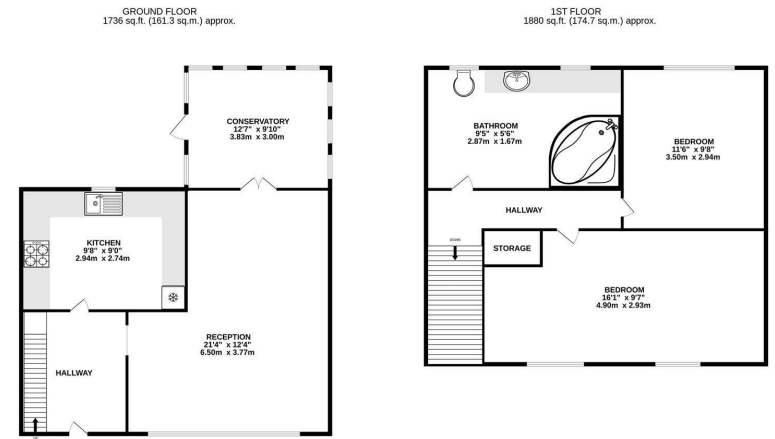 GROUND FLOOR
1736 sq.ft. (161.3 sq.m.) approx.
CONSERVATORY
12'7" x 9'10"
3.83m x 3.00m
KITCHEN
9'8" x 9'0"
2.94m x 2.74m
RECEPTION
21'4" x 12'4"
6.50m x 3.77m
HALLWAY
UP
1ST FLOOR
1880 sq.ft. (174.7 sq.m.) approx.
BATHROOM
9'5" x 5'6"
2.87m x 1.67m
BEDROOM
11'6" x 9'8"
3.50m x 2.94m
HALLWAY
DOWN
STORAGE
BEDROOM
16'1" x 9'7"
4.90m x 2.93m